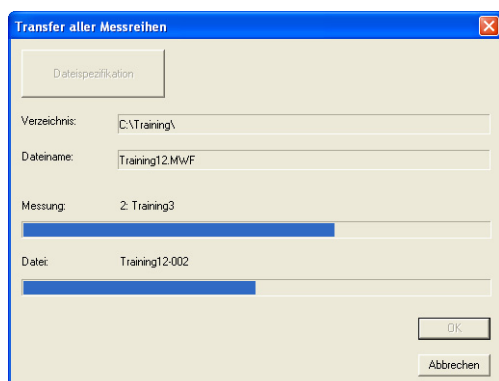 Transfer aller Messreihen
Dateispezifikation
Verzeichnis: C:\Training\
Dateiname: Training12.MWF
Messung: 2: Training3
Datei: Training12-002
OK
Abbrechen